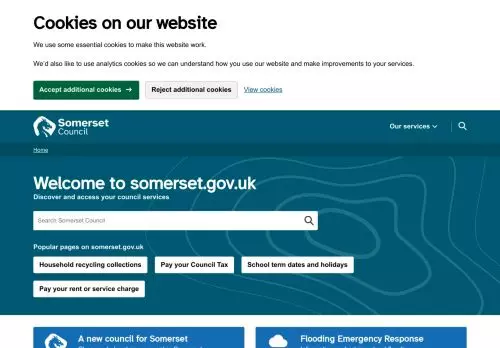 Cookies on our website
We use some essential cookies to make this website work.
We'd also like to use analytics cookies so we can understand how you use our website and make improvements to your services.
Accept additional cookies
Reject additional cookies
View cookies
Somerset
Council
Our services
Home
Welcome to somerset.gov.uk
Discover and access your council services
Search Somerset Council
Popular pages on somerset.gov.uk
Household recycling collections
Pay your Council Tax
School term dates and holidays
Pay your rent or service charge
A new council for Somerset
Flooding Emergency Response